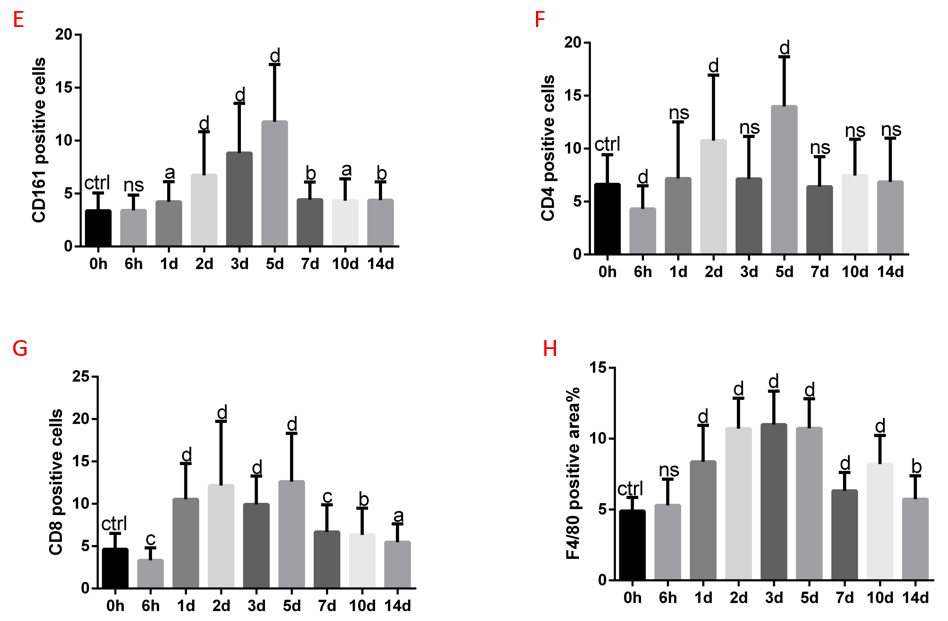 E
CD161 positive cells
20
15
10
5
0
ctrl ns a d d d b a b
0h 6h 1d 2d 3d 5d 7d 10d 14d
F
CD4 positive cells
20
15
10
5
0
ctrl d ns d ns d ns ns ns
0h 6h 1d 2d 3d 5d 7d 10d 14d
G
CD8 positive cells
25
20
15
10
5
0
ctrl c d d d d c b a
0h 6h 1d 2d 3d 5d 7d 10d 14d
H
F4/80 positive area%
15
10
5
0
ctrl ns d d d d d d b
0h 6h 1d 2d 3d 5d 7d 10d 14d